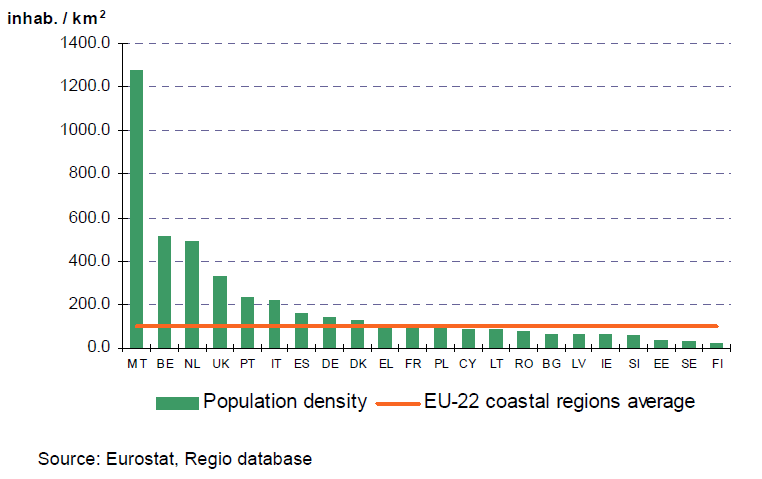 inhab. / km²
1400.0
1200.0
1000.0
800.0
600.0
400.0
200.0
0.0
MT BE NL UK PT IT ES DE DK EL FR PL CY LT RO BG LV IE SI EE SE FI
Population density EU-22 coastal regions average
Source: Eurostat, Regio database